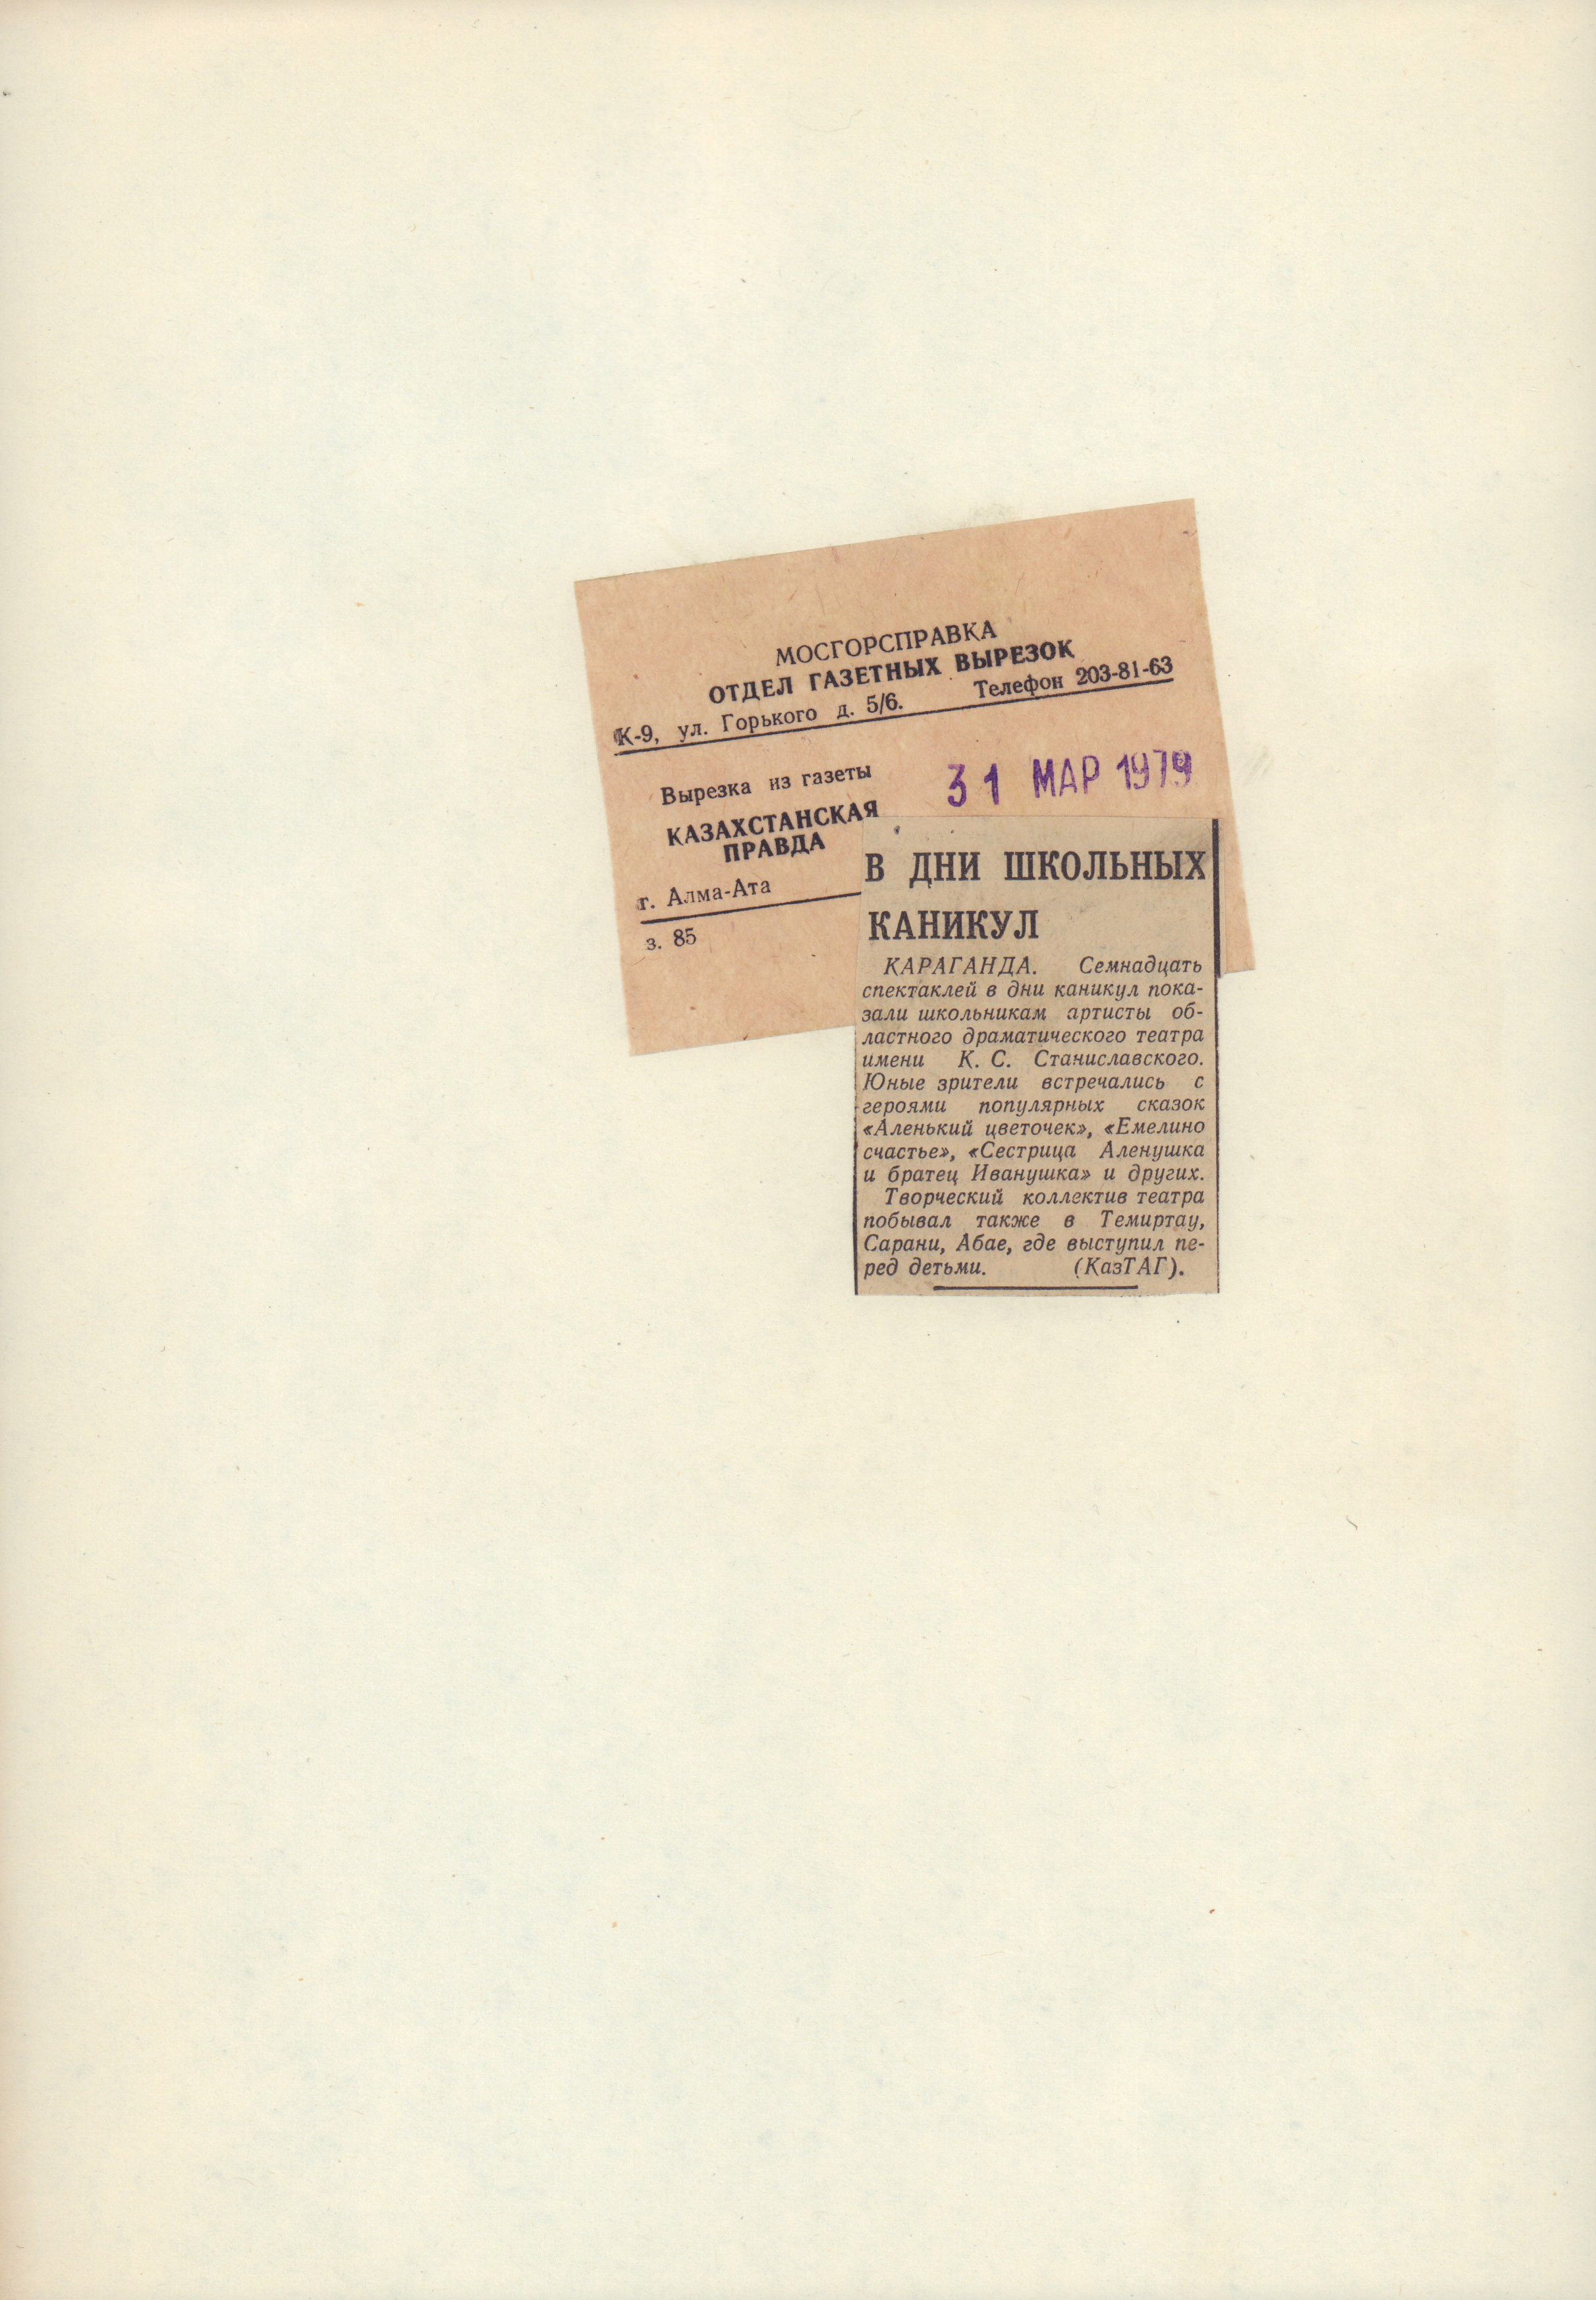 МОСГОРСПРАВКА
ОТДЕЛ ГАЗЕТНЫХ ВЫРЕЗОК
К-9, ул. Горького д. 5/6. Телефон 203-81-63
Вырезка из газеты
КАЗАХСТАНСКАЯ
ПРАВДА
г. Алма-Ата
з. 85
31 МАР 1979
В ДНИ ШКОЛЬНЫХ
КАНИКУЛ
КАРАГАНДА. Семнадцать
спектаклей в дни каникул пока-
зали школьникам артисты об-
ластного драматического театра
имени К. С. Станиславского.
Юные зрители встречались с
героями популярных сказок
«Аленький цветочек», «Емелино
счастье», «Сестрица Аленушка
и братец Иванушка» и других.
Творческий коллектив театра
побывал также в Темиртау,
Сарани, Абае, где выступил пе-
ред детьми. (КазТАГ).